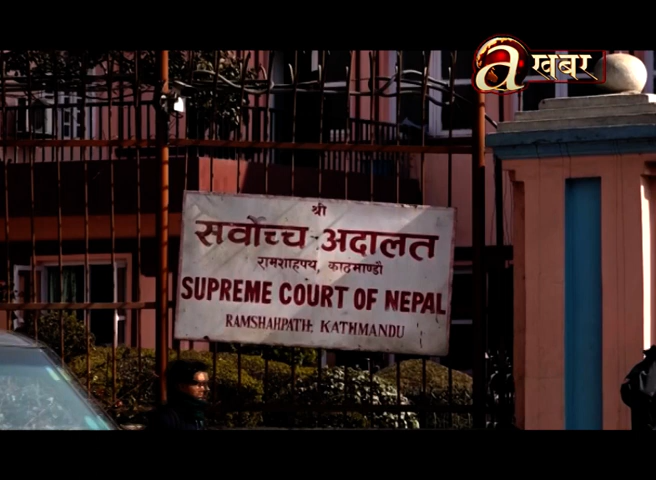 a खबर
श्री
सर्वोच्च अदालत
रामशाहपथ, काठमाण्डौ
SUPREME COURT OF NEPAL
RAMSHAHPATH, KATHMANDU